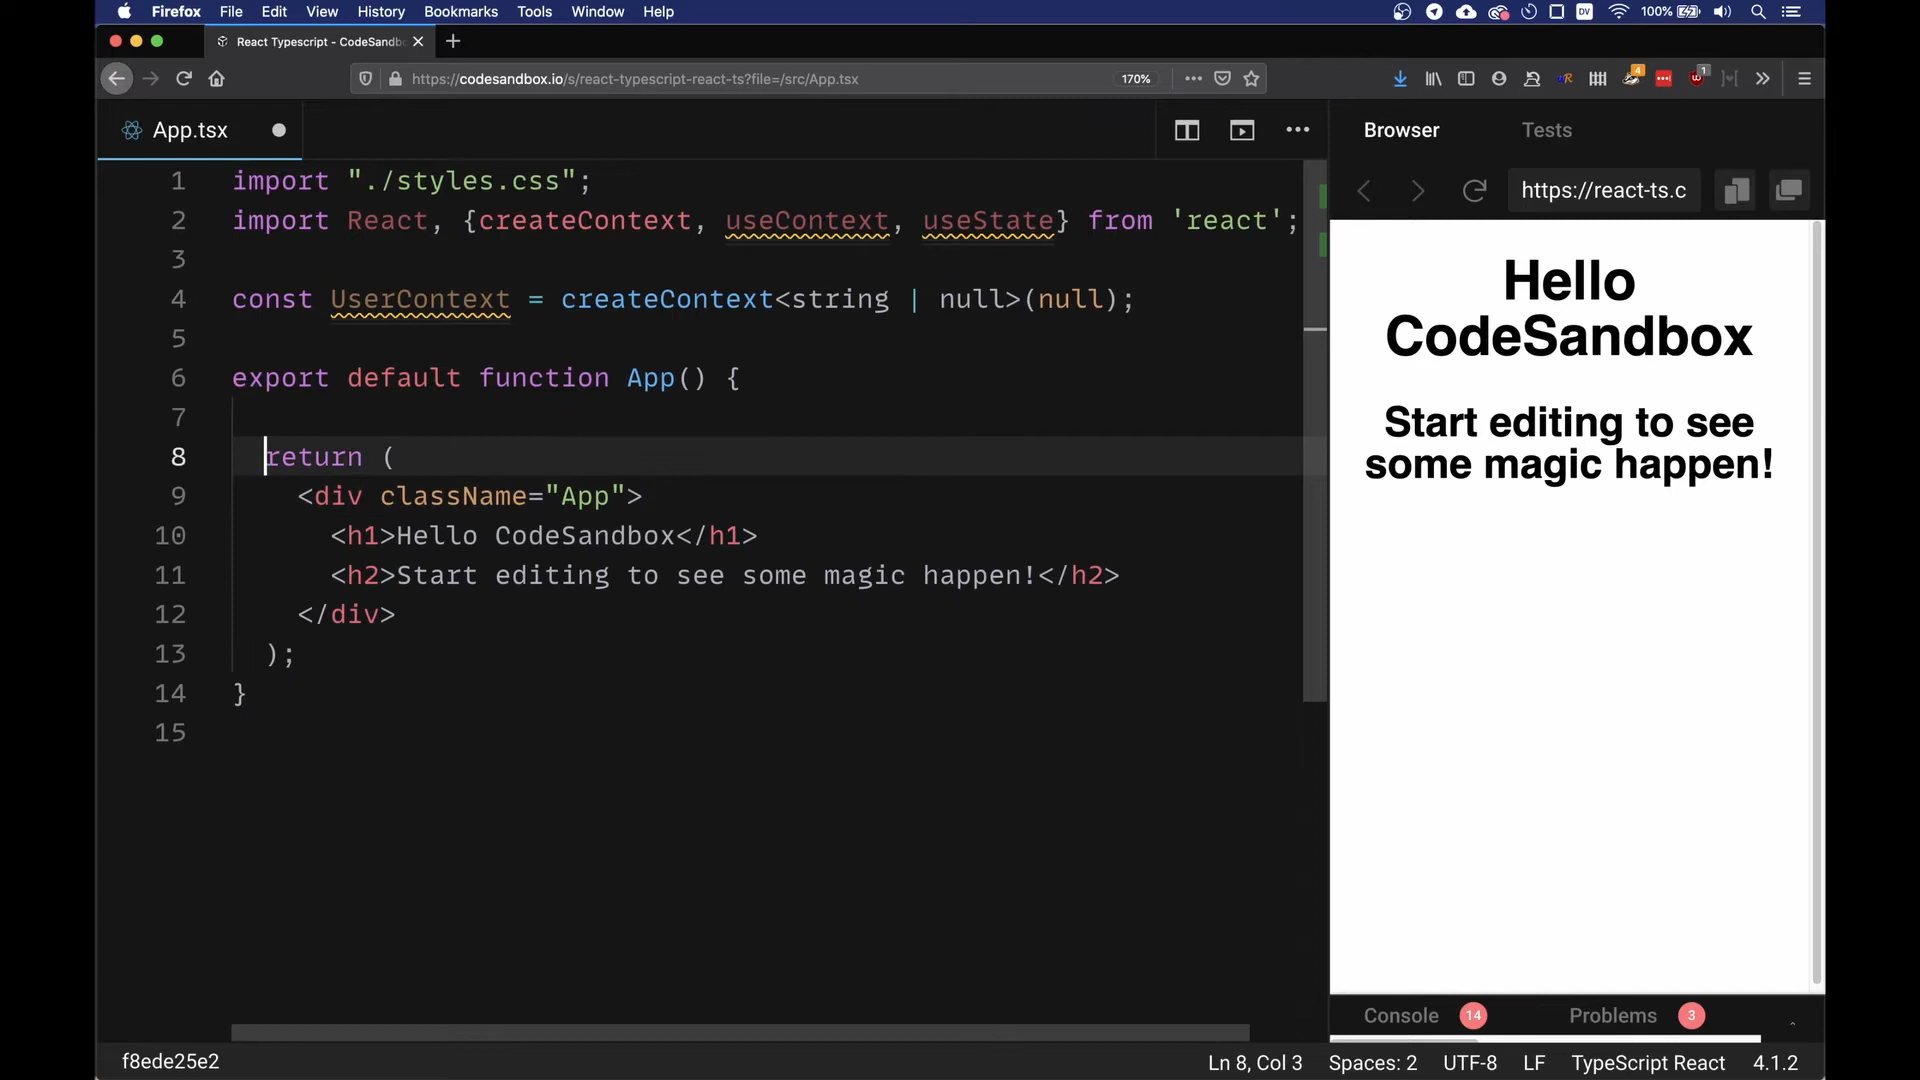 Firefox File Edit View History Bookmarks Tools Window Help DV 100%
React Typescript - CodeSandb
https://codesandbox.io/s/react-typescript-react-ts?file=/src/App.tsx 170% 4 1
App.tsx
Browser Tests
https://react-ts.c
1 import "./styles.css";
2 import React, {createContext, useContext, useState} from 'react';
3
4 const UserContext = createContext<string | null>(null);
5
6 export default function App() {
7
8 return (
9 <div className="App">
10 <h1>Hello CodeSandbox</h1>
11 <h2>Start editing to see some magic happen!</h2>
12 </div>
13 );
14 }
15
Hello
CodeSandbox
Start editing to see
some magic happen!
Console 14 Problems 3
f8ede25e2 Ln 8, Col 3 Spaces: 2 UTF-8 LF TypeScript React 4.1.2